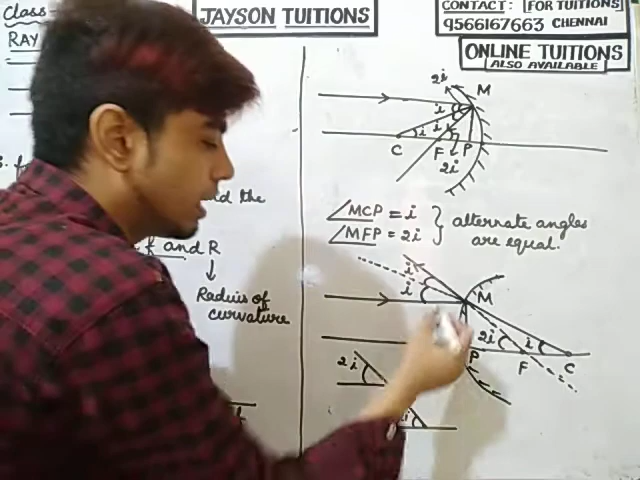 Class-
RAY
JAYSON TUITIONS
CONTACT: FOR TUITIONS
9566167663 CHENNAI
ONLINE TUITIONS
ALSO AVAILABLE
2i M
i
i
C i F P
2i
the
f and R
↓
Radius of
curvature
∠MCP = i
∠MFP = 2i } alternate angles
are equal.
i
i
M
2i i
P F C
2i
2i